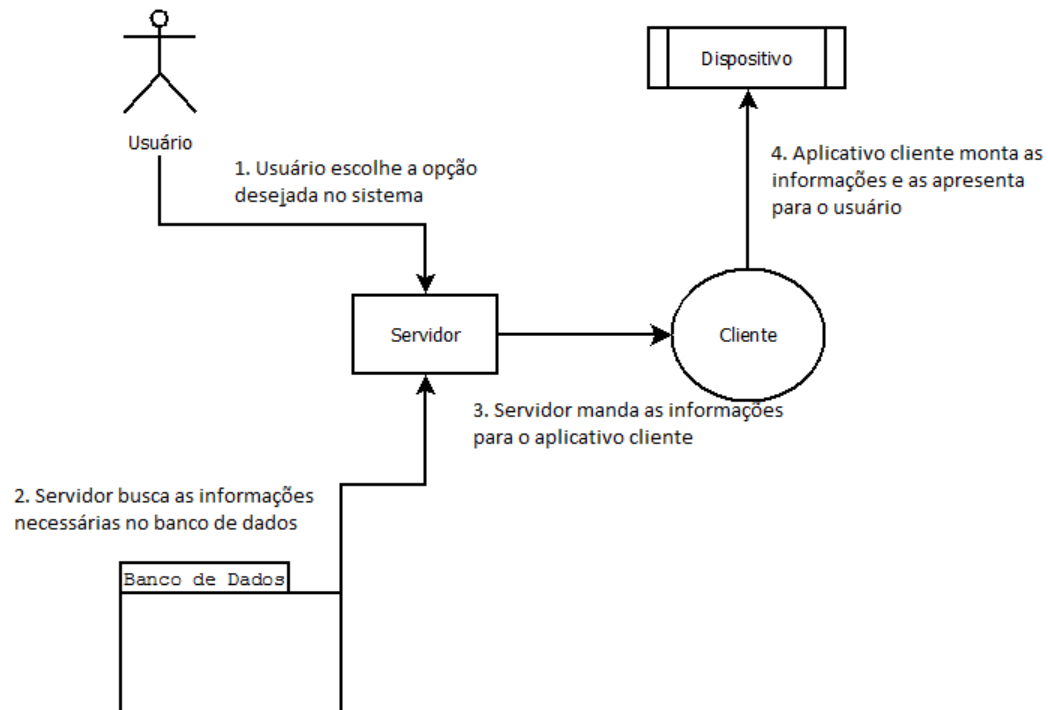 Usuário
Dispositivo
1. Usuário escolhe a opção
desejada no sistema
4. Aplicativo cliente monta as
informações e as apresenta
para o usuário
Servidor
Cliente
3. Servidor manda as informações
para o aplicativo cliente
2. Servidor busca as informações
necessárias no banco de dados
Banco de Dados